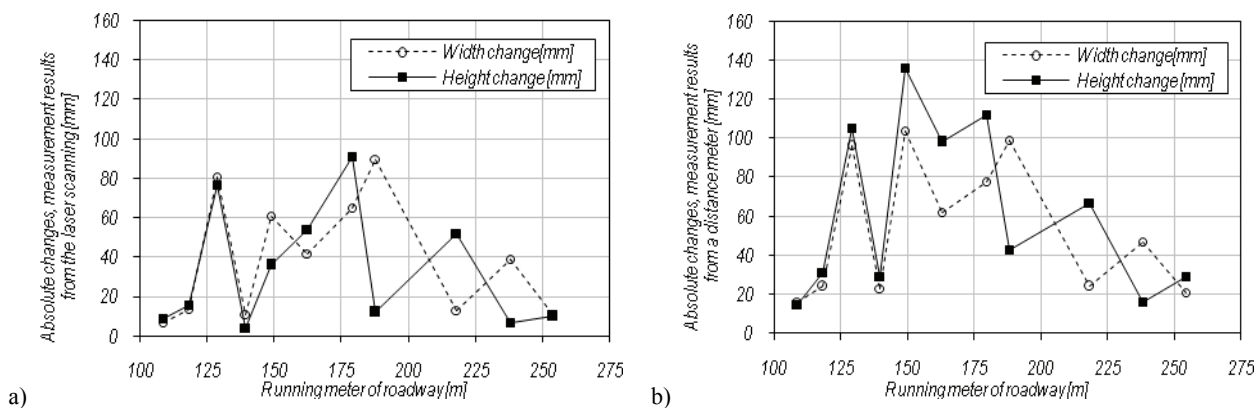 Absolute changes, measurement results
from the laser scanning [mm]
160
140
120
100
80
60
40
20
0
Width change[mm]
Height change [mm]
100 125 150 175 200 225 250 275
Running meter of roadway [m]
a)
Absolute changes, measurement results
from a distance meter [mm]
160
140
120
100
80
60
40
20
0
Width change[mm]
Height change [mm]
100 125 150 175 200 225 250 275
Running meter of roadway [m]
b)